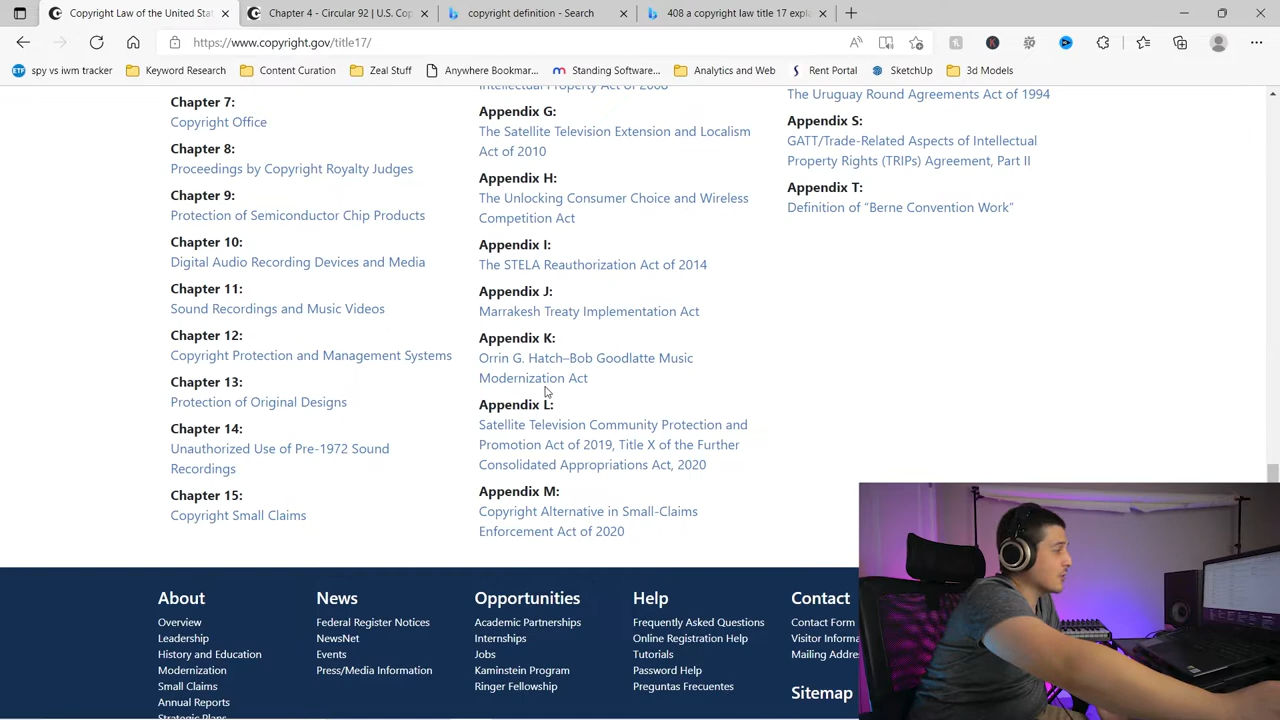 Copyright Law of the United Stat
Chapter 4 - Circular 92 | U.S. Cop
copyright definition - Search
408 a copyright law title 17 expla
https://www.copyright.gov/title17/
spy vs iwm tracker
Keyword Research
Content Curation
Zeal Stuff
Anywhere Bookmar...
Standing Software...
Analytics and Web
Rent Portal
SketchUp
3d Models
Chapter 7:
Copyright Office
Chapter 8:
Proceedings by Copyright Royalty Judges
Chapter 9:
Protection of Semiconductor Chip Products
Chapter 10:
Digital Audio Recording Devices and Media
Chapter 11:
Sound Recordings and Music Videos
Chapter 12:
Copyright Protection and Management Systems
Chapter 13:
Protection of Original Designs
Chapter 14:
Unauthorized Use of Pre-1972 Sound
Recordings
Chapter 15:
Copyright Small Claims
Intellectual Property Act of 2008
Appendix G:
The Satellite Television Extension and Localism
Act of 2010
Appendix H:
The Unlocking Consumer Choice and Wireless
Competition Act
Appendix I:
The STELA Reauthorization Act of 2014
Appendix J:
Marrakesh Treaty Implementation Act
Appendix K:
Orrin G. Hatch–Bob Goodlatte Music
Modernization Act
Appendix L:
Satellite Television Community Protection and
Promotion Act of 2019, Title X of the Further
Consolidated Appropriations Act, 2020
Appendix M:
Copyright Alternative in Small-Claims
Enforcement Act of 2020
The Uruguay Round Agreements Act of 1994
Appendix S:
GATT/Trade-Related Aspects of Intellectual
Property Rights (TRIPs) Agreement, Part II
Appendix T:
Definition of “Berne Convention Work”
About
Overview
Leadership
History and Education
Modernization
Small Claims
Annual Reports
Strategic Plans
News
Federal Register Notices
NewsNet
Events
Press/Media Information
Opportunities
Academic Partnerships
Internships
Jobs
Kaminstein Program
Ringer Fellowship
Help
Frequently Asked Questions
Online Registration Help
Tutorials
Password Help
Preguntas Frecuentes
Contact
Contact Form
Visitor Informa
Mailing Addre
Sitemap